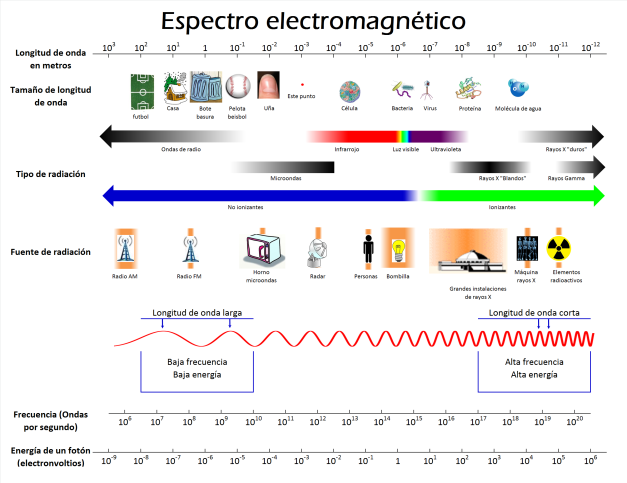 Espectro electromagnético
Longitud de onda
en metros
10³ 10² 10¹ 1 10⁻¹ 10⁻² 10⁻³ 10⁻⁴ 10⁻⁵ 10⁻⁶ 10⁻⁷ 10⁻⁸ 10⁻⁹ 10⁻¹⁰ 10⁻¹¹ 10⁻¹²
Tamaño de longitud
de onda
futbol
Casa
Bote
basura
Pelota
beisbol
Uña
Este punto
Célula
Bacteria
Virus
Proteína
Molécula de agua
Ondas de radio
Infrarrojo
Luz visible
Ultravioleta
Rayos X "duros"
Tipo de radiación
Microondas
Rayos X "Blandos"
Rayos Gamma
No ionizantes
Ionizantes
Fuente de radiación
Radio AM
Radio FM
Horno
microondas
Radar
Personas
Bombilla
Grandes instalaciones
de rayos X
Máquina
rayos X
Elementos
radioactivos
Longitud de onda larga
Longitud de onda corta
Baja frecuencia
Baja energía
Alta frecuencia
Alta energía
Frecuencia (Ondas
por segundo)
10⁶ 10⁷ 10⁸ 10⁹ 10¹⁰ 10¹¹ 10¹² 10¹³ 10¹⁴ 10¹⁵ 10¹⁶ 10¹⁷ 10¹⁸ 10¹⁹ 10²⁰
Energía de un fotón
(electronvoltios)
10⁻⁹ 10⁻⁸ 10⁻⁷ 10⁻⁶ 10⁻⁵ 10⁻⁴ 10⁻³ 10⁻² 10⁻¹ 1 10¹ 10² 10³ 10⁴ 10⁵ 10⁶